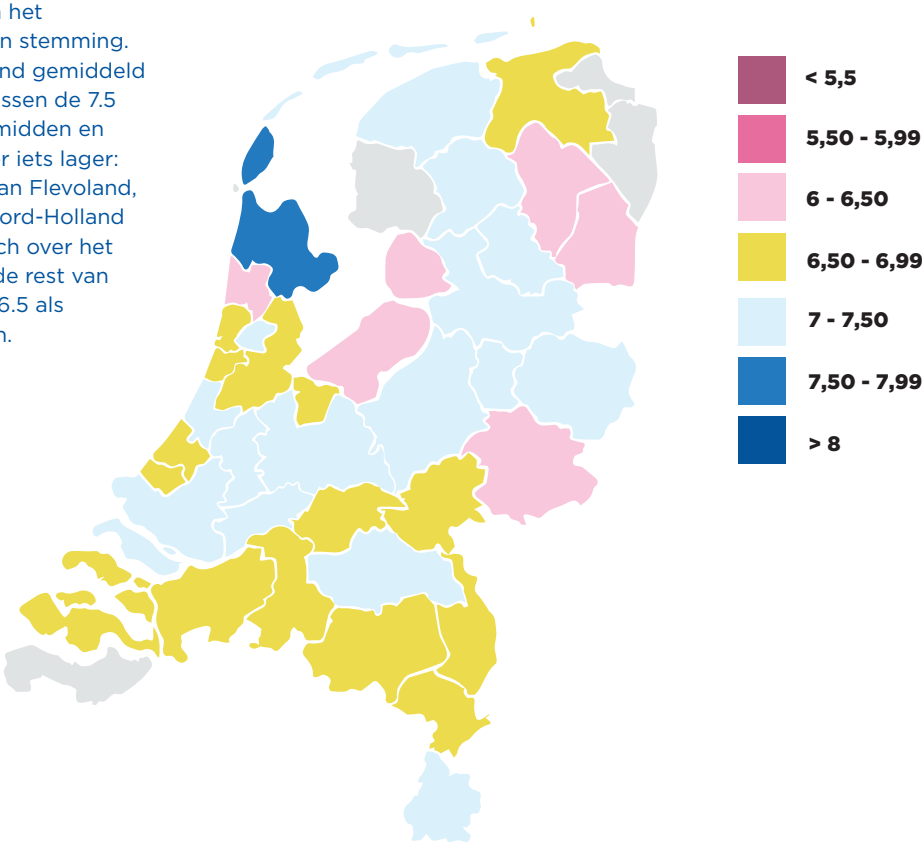 het
n stemming.
nd gemiddeld
ssen de 7.5
midden en
r iets lager:
an Flevoland,
ord-Holland
ch over het
de rest van
6.5 als
n.
< 5,5
5,50 - 5,99
6 - 6,50
6,50 - 6,99
7 - 7,50
7,50 - 7,99
> 8